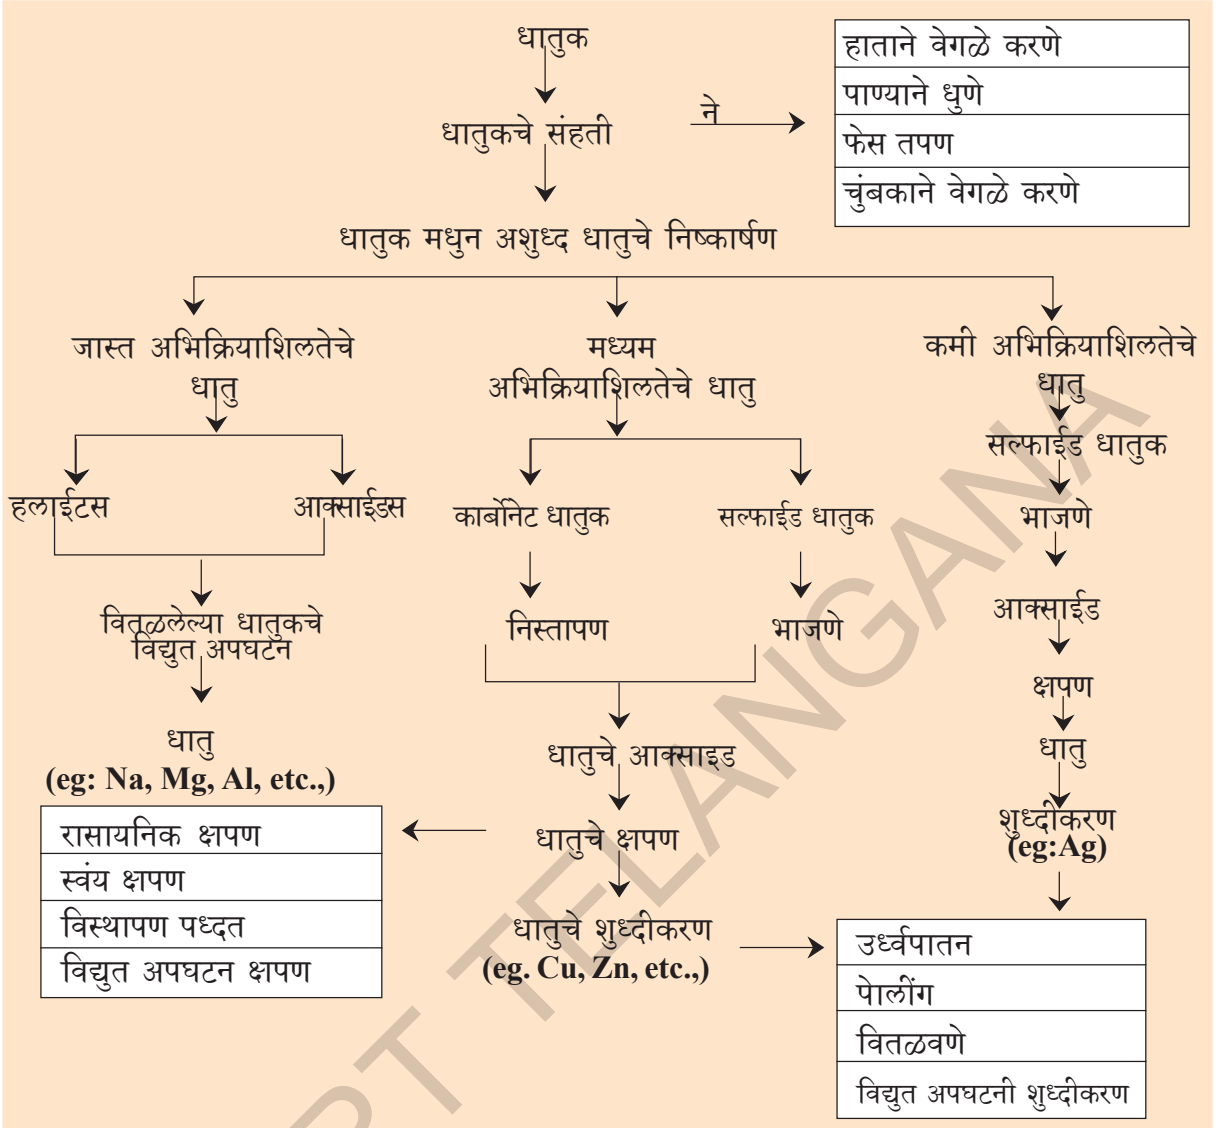 धातुक
हाताने वेगळे करणे
पाण्याने धुणे
फेस तपण
चुंबकाने वेगळे करणे
धातुकचे संहती
ने
धातुक मधुन अशुध्द धातुचे निष्कार्षण
जास्त अभिक्रियाशिलतेचे
धातु
हलाईटस
आक्साईडस
वितळलेल्या धातुकचे
विद्युत अपघटन
धातु
(eg: Na, Mg, Al, etc.,)
मध्यम
अभिक्रियाशिलतेचे धातु
कार्बोनेट धातुक
सल्फाईड धातुक
निस्तापण
भाजणे
धातुचे आक्साइड
धातुचे क्षपण
रासायनिक क्षपण
स्वंय क्षपण
विस्थापण पध्दत
विद्युत अपघटन क्षपण
धातुचे शुध्दीकरण
(eg. Cu, Zn, etc.,)
कमी अभिक्रियाशिलतेचे
धातु
सल्फाईड धातुक
भाजणे
आक्साईड
क्षपण
धातु
शुध्दीकरण
(eg:Ag)
उर्ध्वपातन
पेालींग
वितळवणे
विद्युत अपघटनी शुध्दीकरण
RT TELANGANA